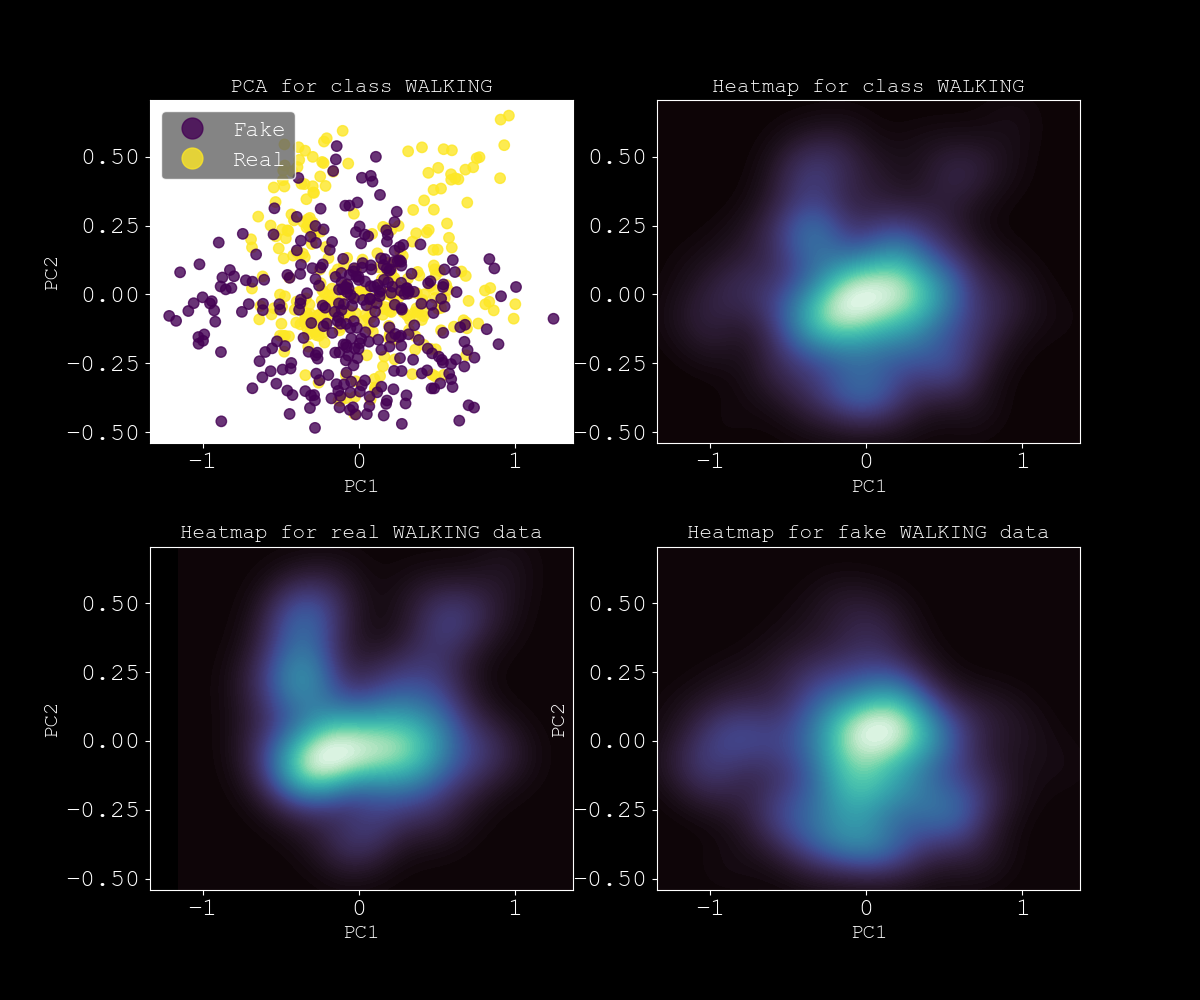 PCA for class WALKING
Fake
Real
0.50
0.25
0.00
−0.25
−0.50
PC2
−1
0
1
PC1
Heatmap for class WALKING
0.50
0.25
0.00
−0.25
−0.50
−1
0
1
PC1
Heatmap for real WALKING data
0.50
0.25
0.00
−0.25
−0.50
PC2
−1
0
1
PC1
Heatmap for fake WALKING data
0.50
0.25
0.00
−0.25
−0.50
PC2
−1
0
1
PC1